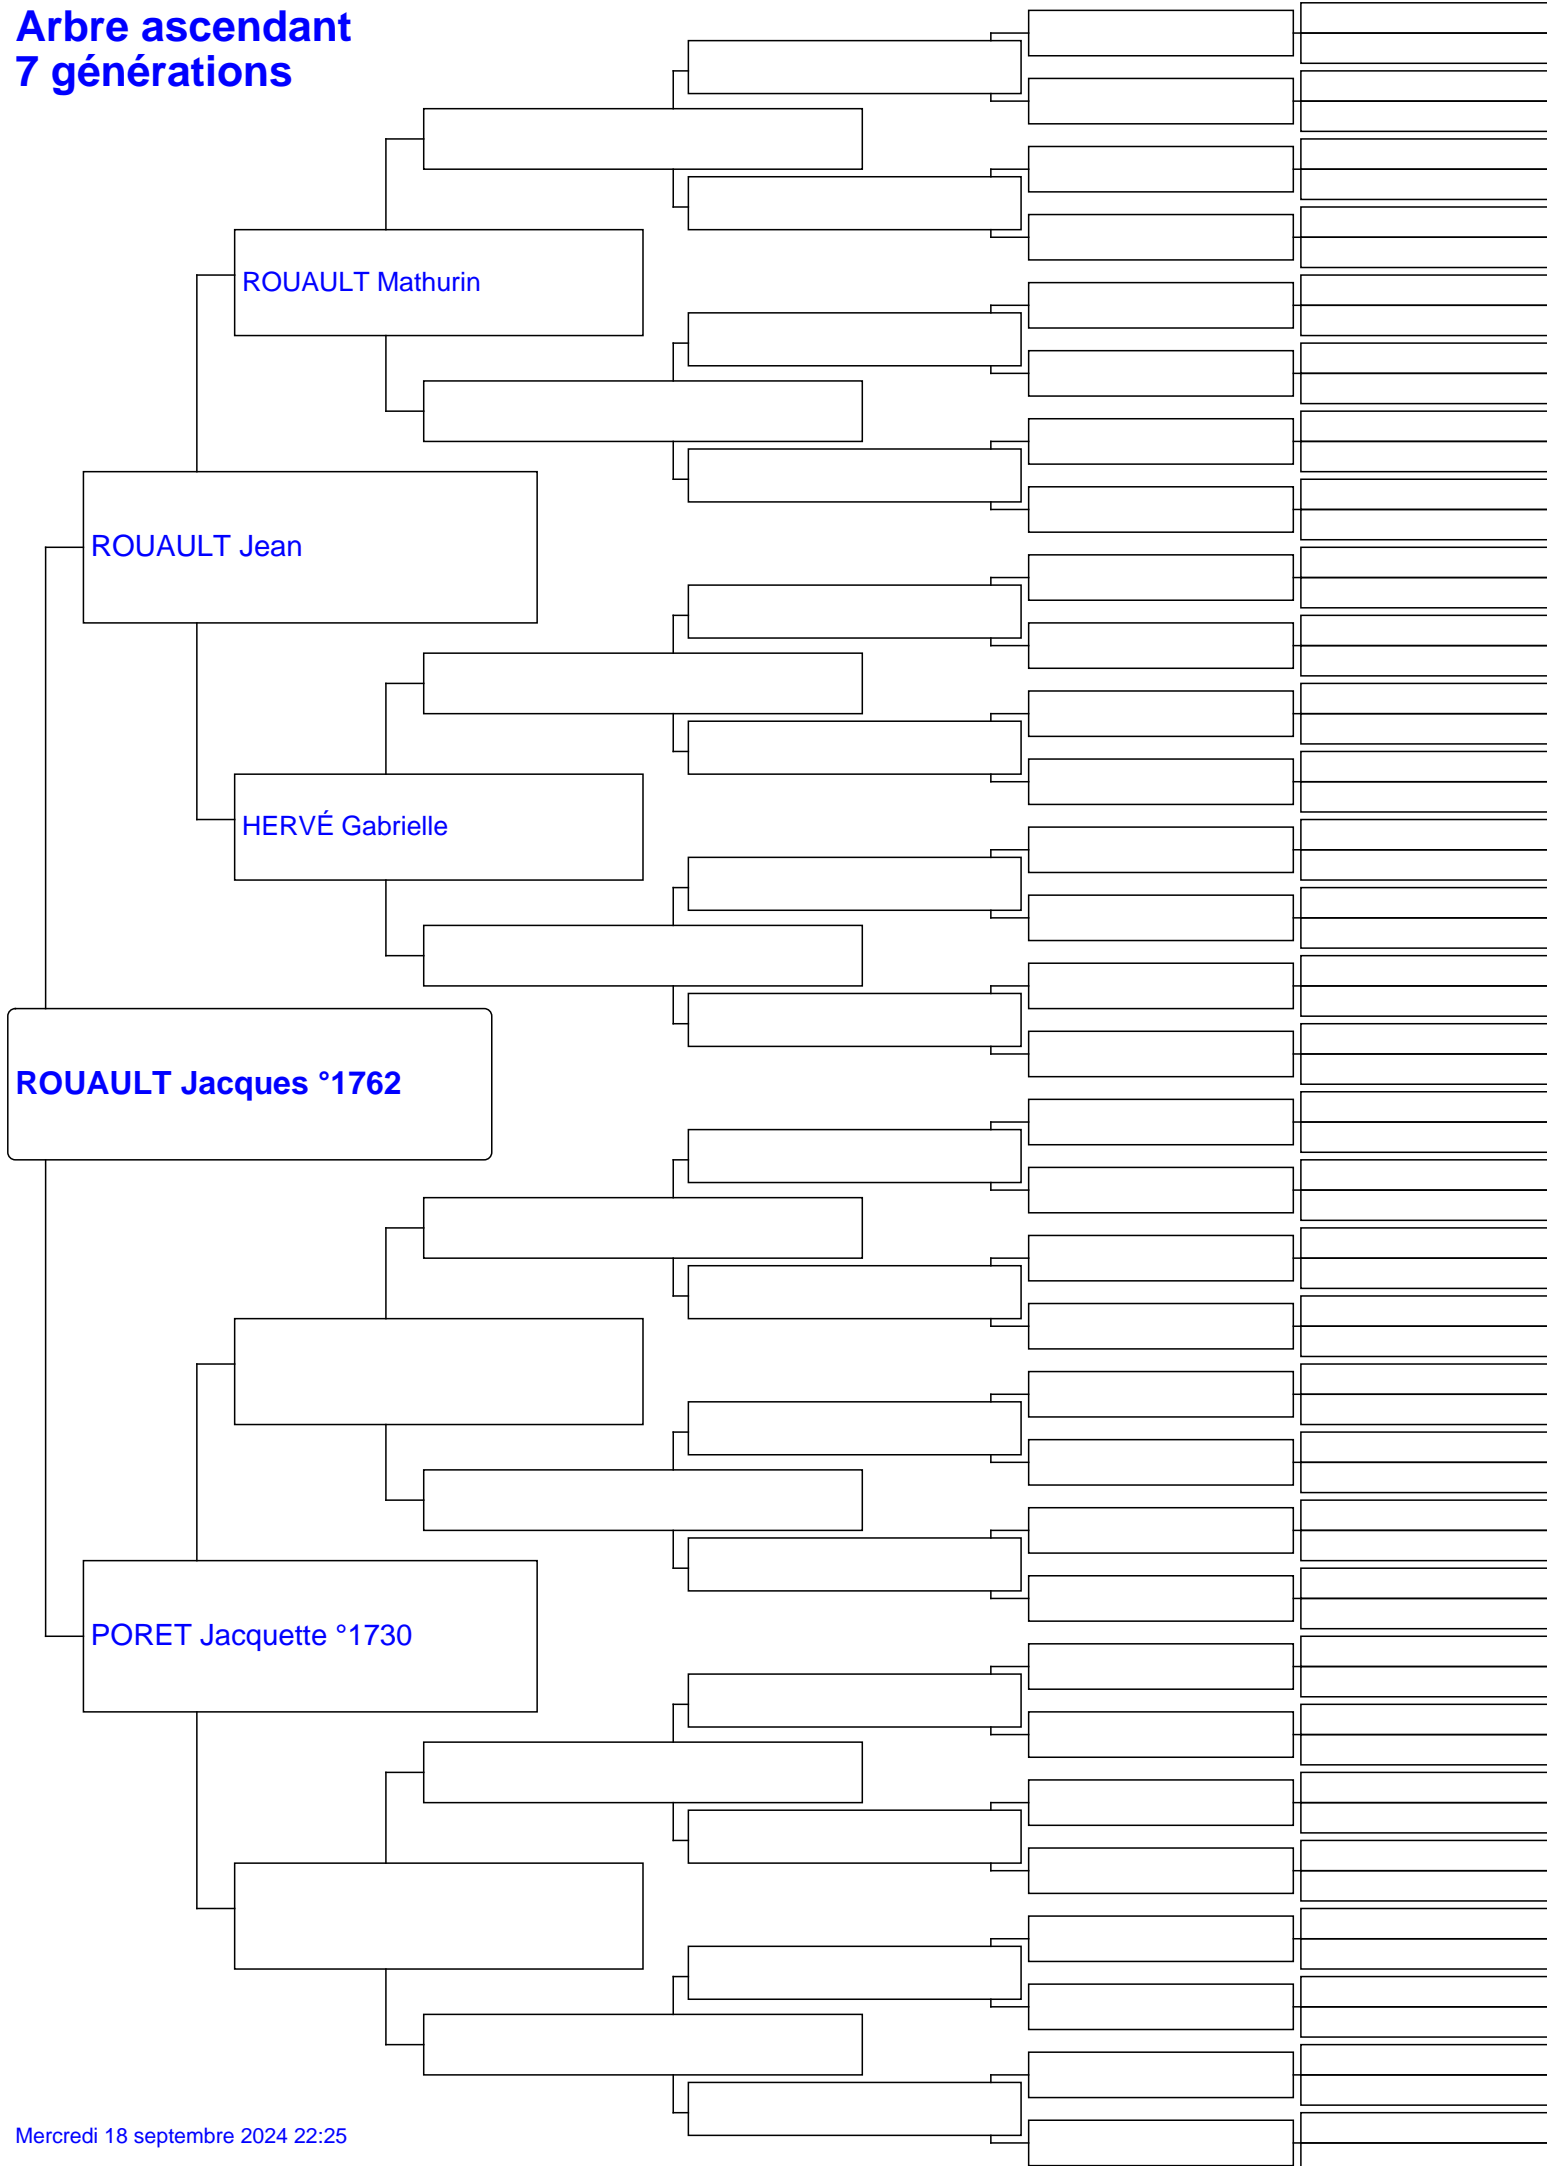 Arbre ascendant
7 générations
ROUAULT Mathurin
ROUAULT Jean
HERVÉ Gabrielle
ROUAULT Jacques °1762
PORET Jacquette °1730
Mercredi 18 septembre 2024 22:25